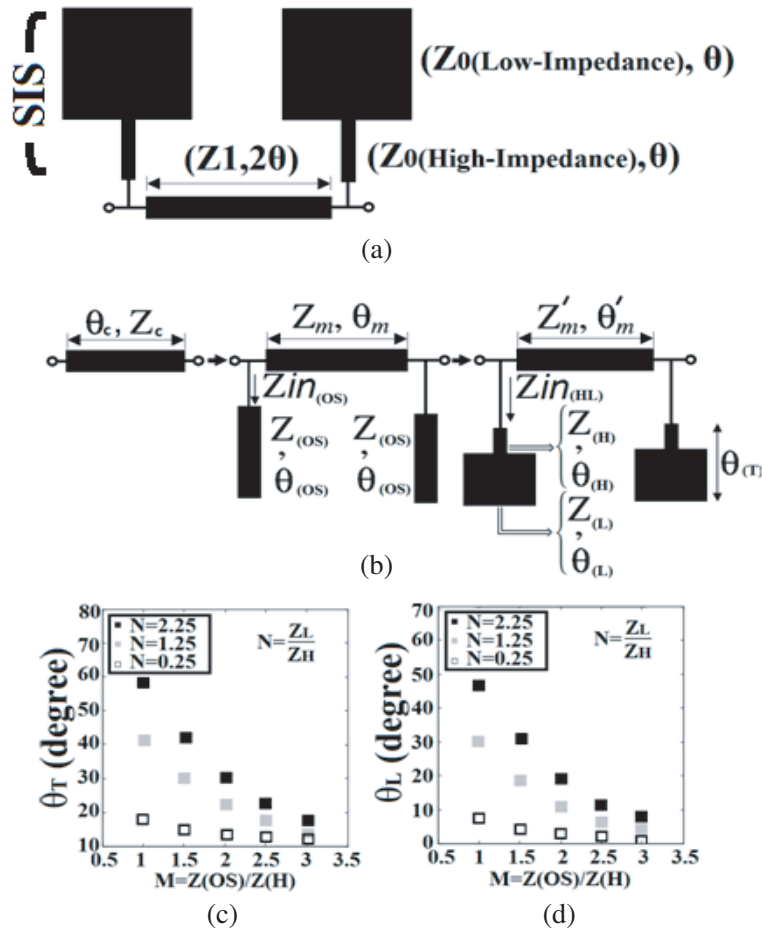 SIS
(Z0(Low-Impedance), θ)
(Z1,2θ)
(Z0(High-Impedance),θ)
(a)
θc, Zc
Zm, θm
Z′m, θ′m
Zin(OS)
Zin(HL)
Z(OS)
,
θ(OS)
Z(OS)
,
θ(OS)
Z(H)
,
θ(H)
Z(L)
,
θ(L)
θ(T)
(b)
80
70
60
50
40
30
20
10
θT (degree)
N=2.25
N=1.25
N=0.25
N=ZL/ZH
0.5 1 1.5 2 2.5 3 3.5
M=Z(OS)/Z(H)
(c)
70
60
50
40
30
20
10
0
θL (degree)
N=2.25
N=1.25
N=0.25
N=ZL/ZH
0.5 1 1.5 2 2.5 3 3.5
M=Z(OS)/Z(H)
(d)